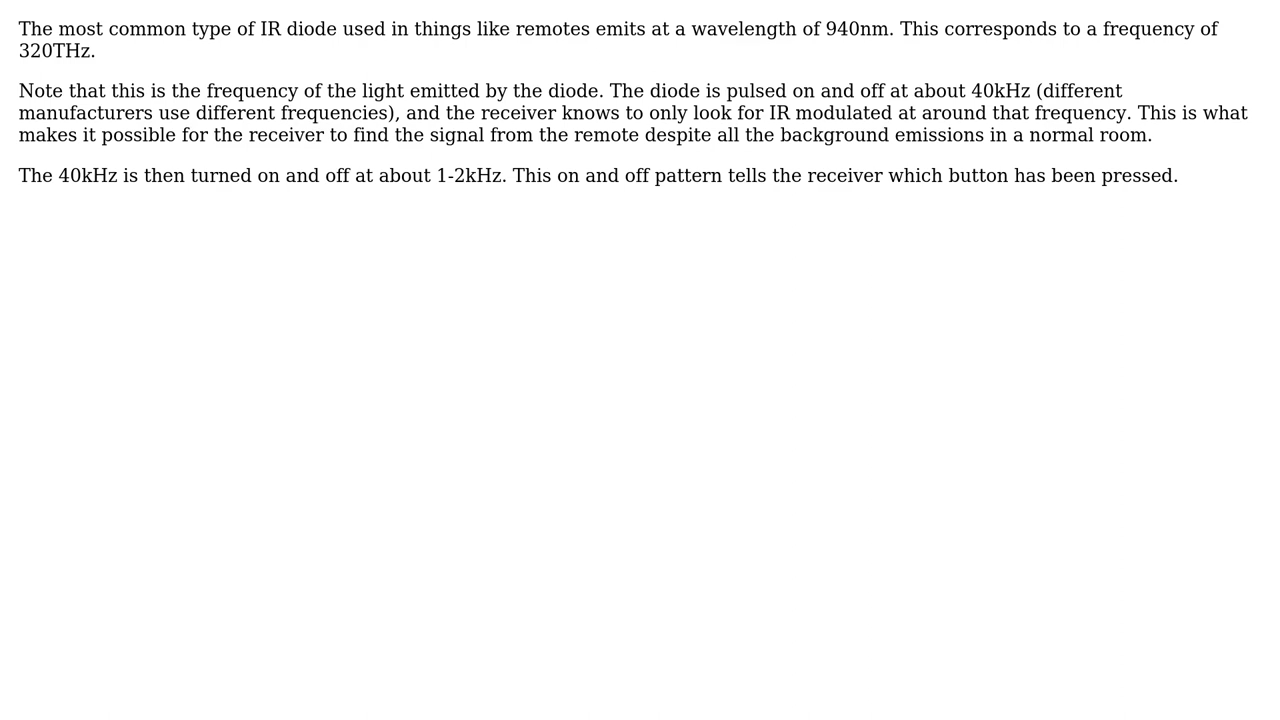 The most common type of IR diode used in things like remotes emits at a wavelength of 940nm. This corresponds to a frequency of
320THz.
Note that this is the frequency of the light emitted by the diode. The diode is pulsed on and off at about 40kHz (different
manufacturers use different frequencies), and the receiver knows to only look for IR modulated at around that frequency. This is what
makes it possible for the receiver to find the signal from the remote despite all the background emissions in a normal room.
The 40kHz is then turned on and off at about 1-2kHz. This on and off pattern tells the receiver which button has been pressed.